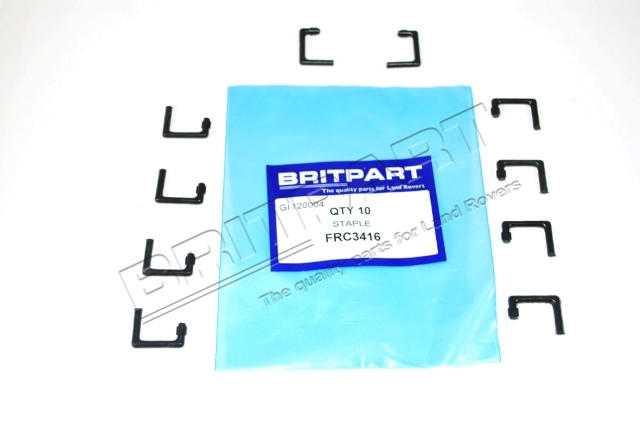 BRITPART
The quality parts for Land Rovers
GI 120004
QTY 10
STAPLE
FRC3416
BRITPART
The quality parts for Land Rovers